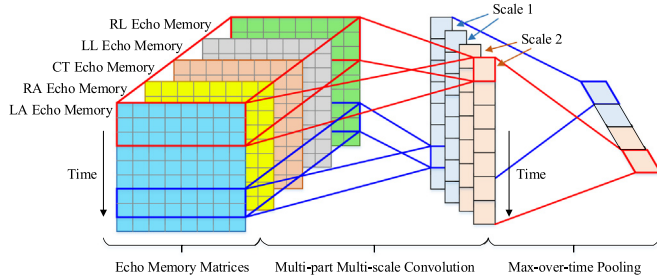 RL Echo Memory
LL Echo Memory
CT Echo Memory
RA Echo Memory
LA Echo Memory
Time
Scale 1
Scale 2
Time
Echo Memory Matrices
Multi-part Multi-scale Convolution
Max-over-time Pooling